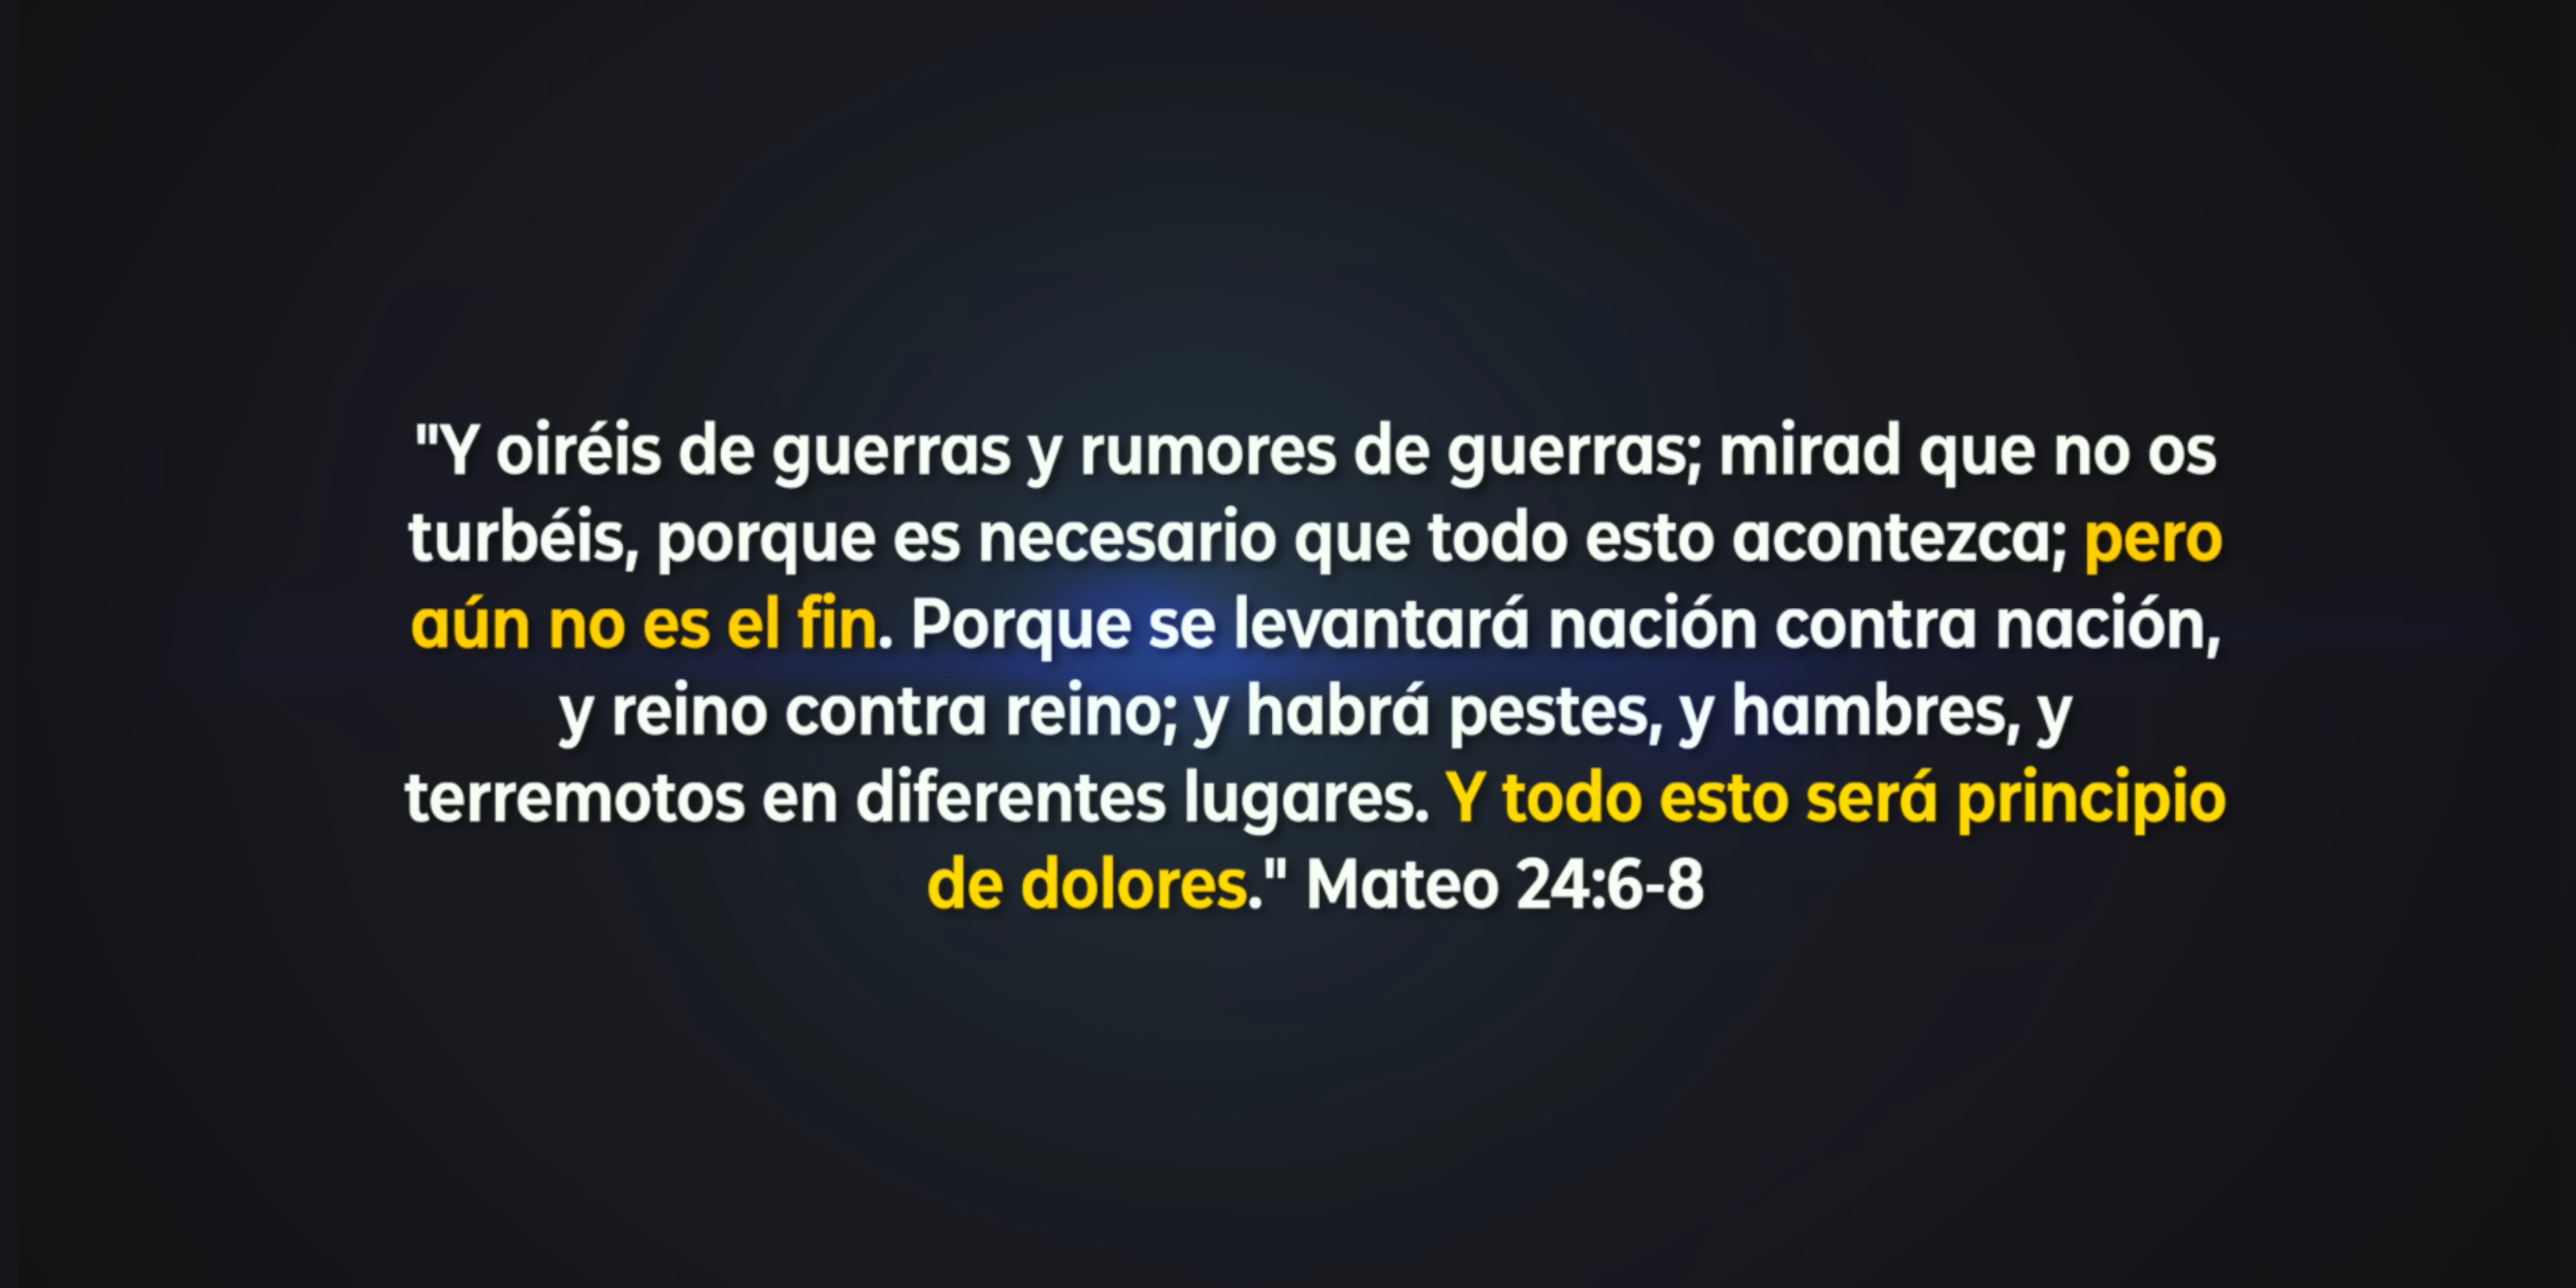 "Y oiréis de guerras y rumores de guerras; mirad que no os
turbéis, porque es necesario que todo esto acontezca; pero
aún no es el fin. Porque se levantará nación contra nación,
y reino contra reino; y habrá pestes, y hambres, y
terremotos en diferentes lugares. Y todo esto será principio
de dolores." Mateo 24:6-8